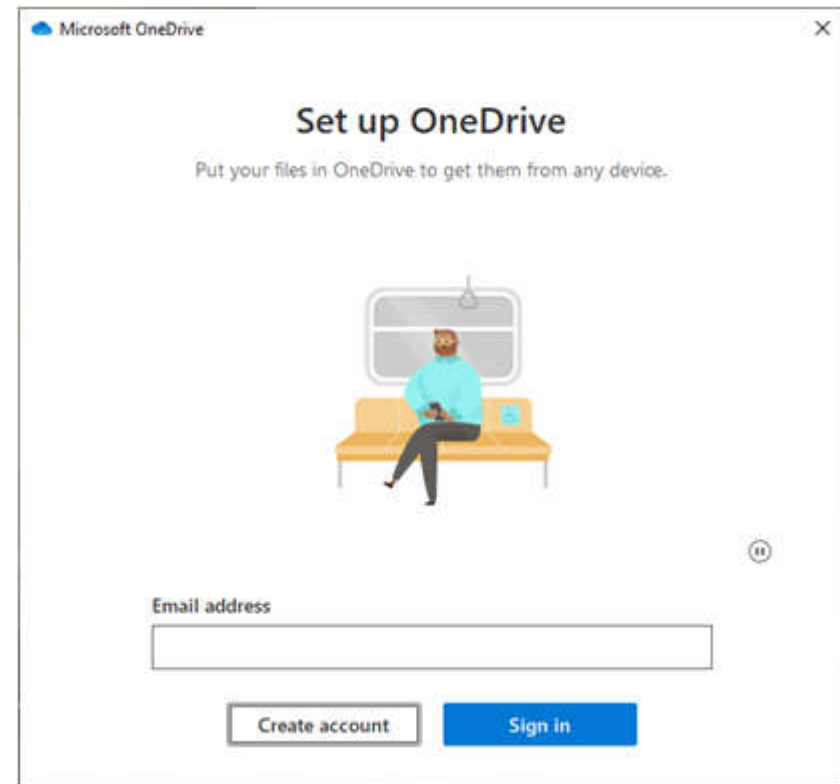 Microsoft OneDrive
Set up OneDrive
Put your files in OneDrive to get them from any device.
Email address
Create account
Sign in